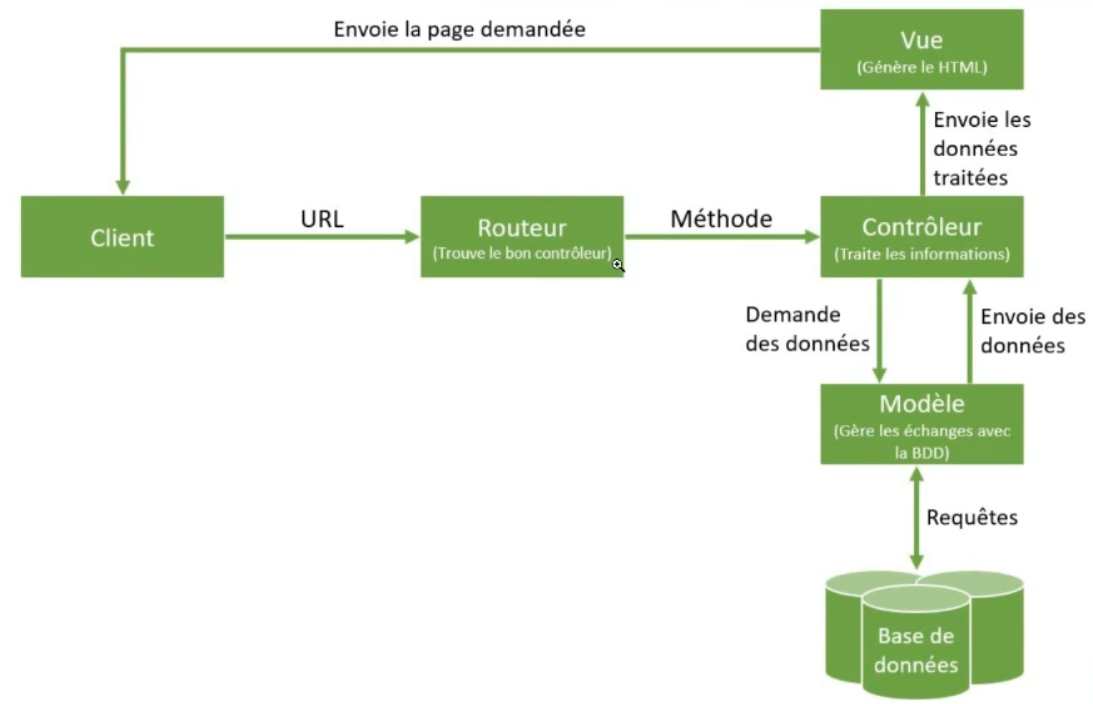 Envoie la page demandée
Vue
(Génère le HTML)
Envoie les
données
traitées
Client
URL
Routeur
(Trouve le bon contrôleur)
Méthode
Contrôleur
(Traite les informations)
Demande
des données
Envoie des
données
Modèle
(Gère les échanges avec
la BDD)
Requêtes
Base de
données